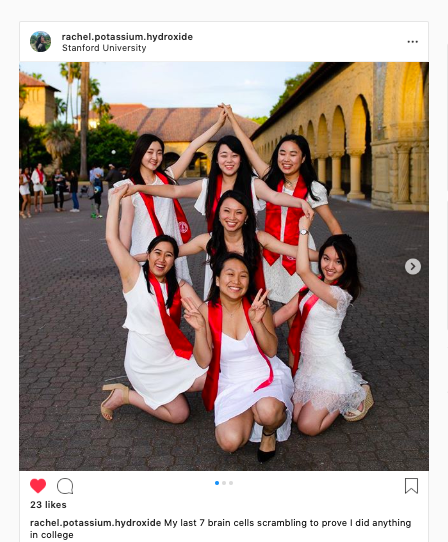 rachel.potassium.hydroxide
Stanford University
23 likes
rachel.potassium.hydroxide My last 7 brain cells scrambling to prove I did anything
in college